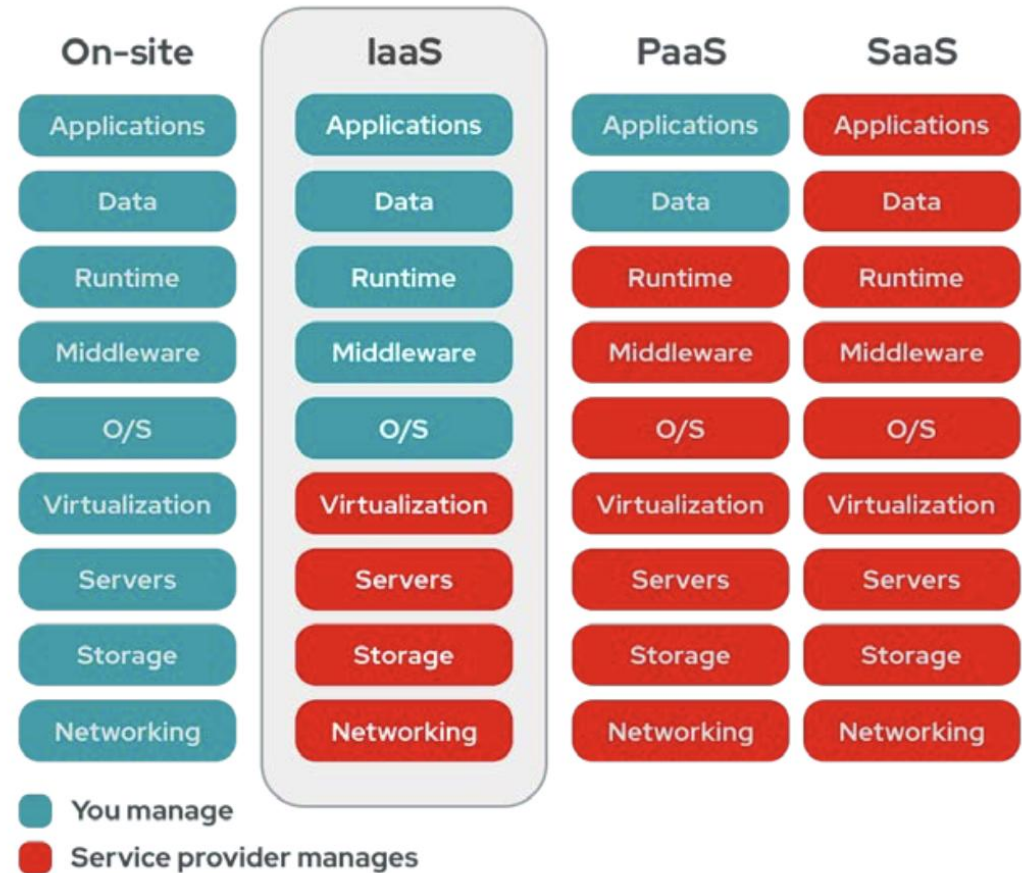 On-site IaaS PaaS SaaS
Applications Applications Applications Applications
Data Data Data Data
Runtime Runtime Runtime Runtime
Middleware Middleware Middleware Middleware
O/S O/S O/S O/S
Virtualization Virtualization Virtualization Virtualization
Servers Servers Servers Servers
Storage Storage Storage Storage
Networking Networking Networking Networking
You manage
Service provider manages